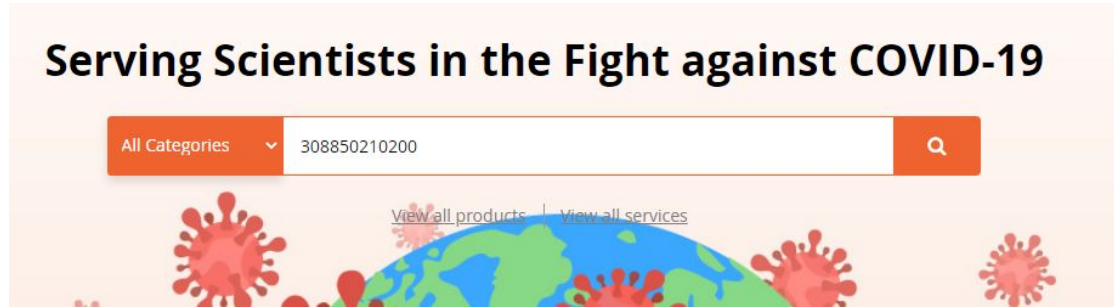 Serving Scientists in the Fight against COVID-19
All Categories 308850210200
View all products View all services